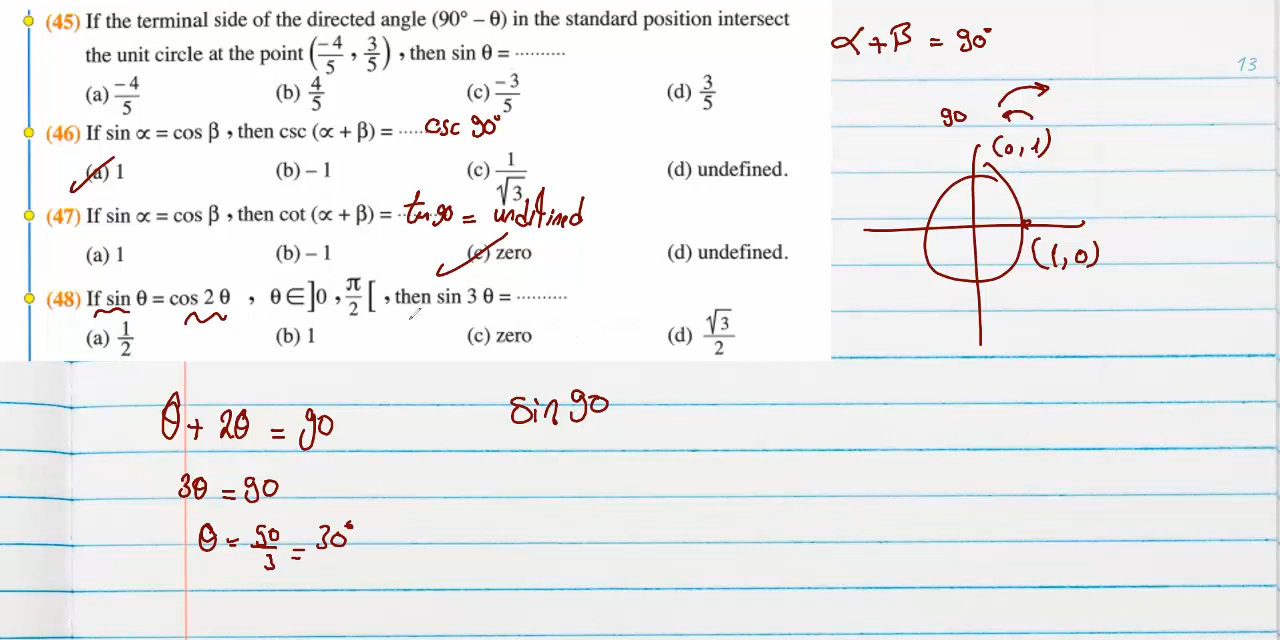 (45) If the terminal side of the directed angle (90° − θ) in the standard position intersect
the unit circle at the point (−4/5 , 3/5) , then sin θ = ..........
(a) −4/5 (b) 4/5 (c) −3/5 (d) 3/5
(46) If sin α = cos β , then csc (α + β) = ..... csc 90°
(a) 1 (b) − 1 (c) 1/√3 (d) undefined.
(47) If sin α = cos β , then cot (α + β) = tan 90 = undefined
(a) 1 (b) − 1 (c) zero (d) undefined.
(48) If sin θ = cos 2 θ , θ ∈ ]0 , π/2 [ , then sin 3 θ = ..........
(a) 1/2 (b) 1 (c) zero (d) √3/2
α + β = 90°
13
90
(0, 1)
(1, 0)
θ + 2θ = 90
3θ = 90
θ = 90/3 = 30°
sin 90